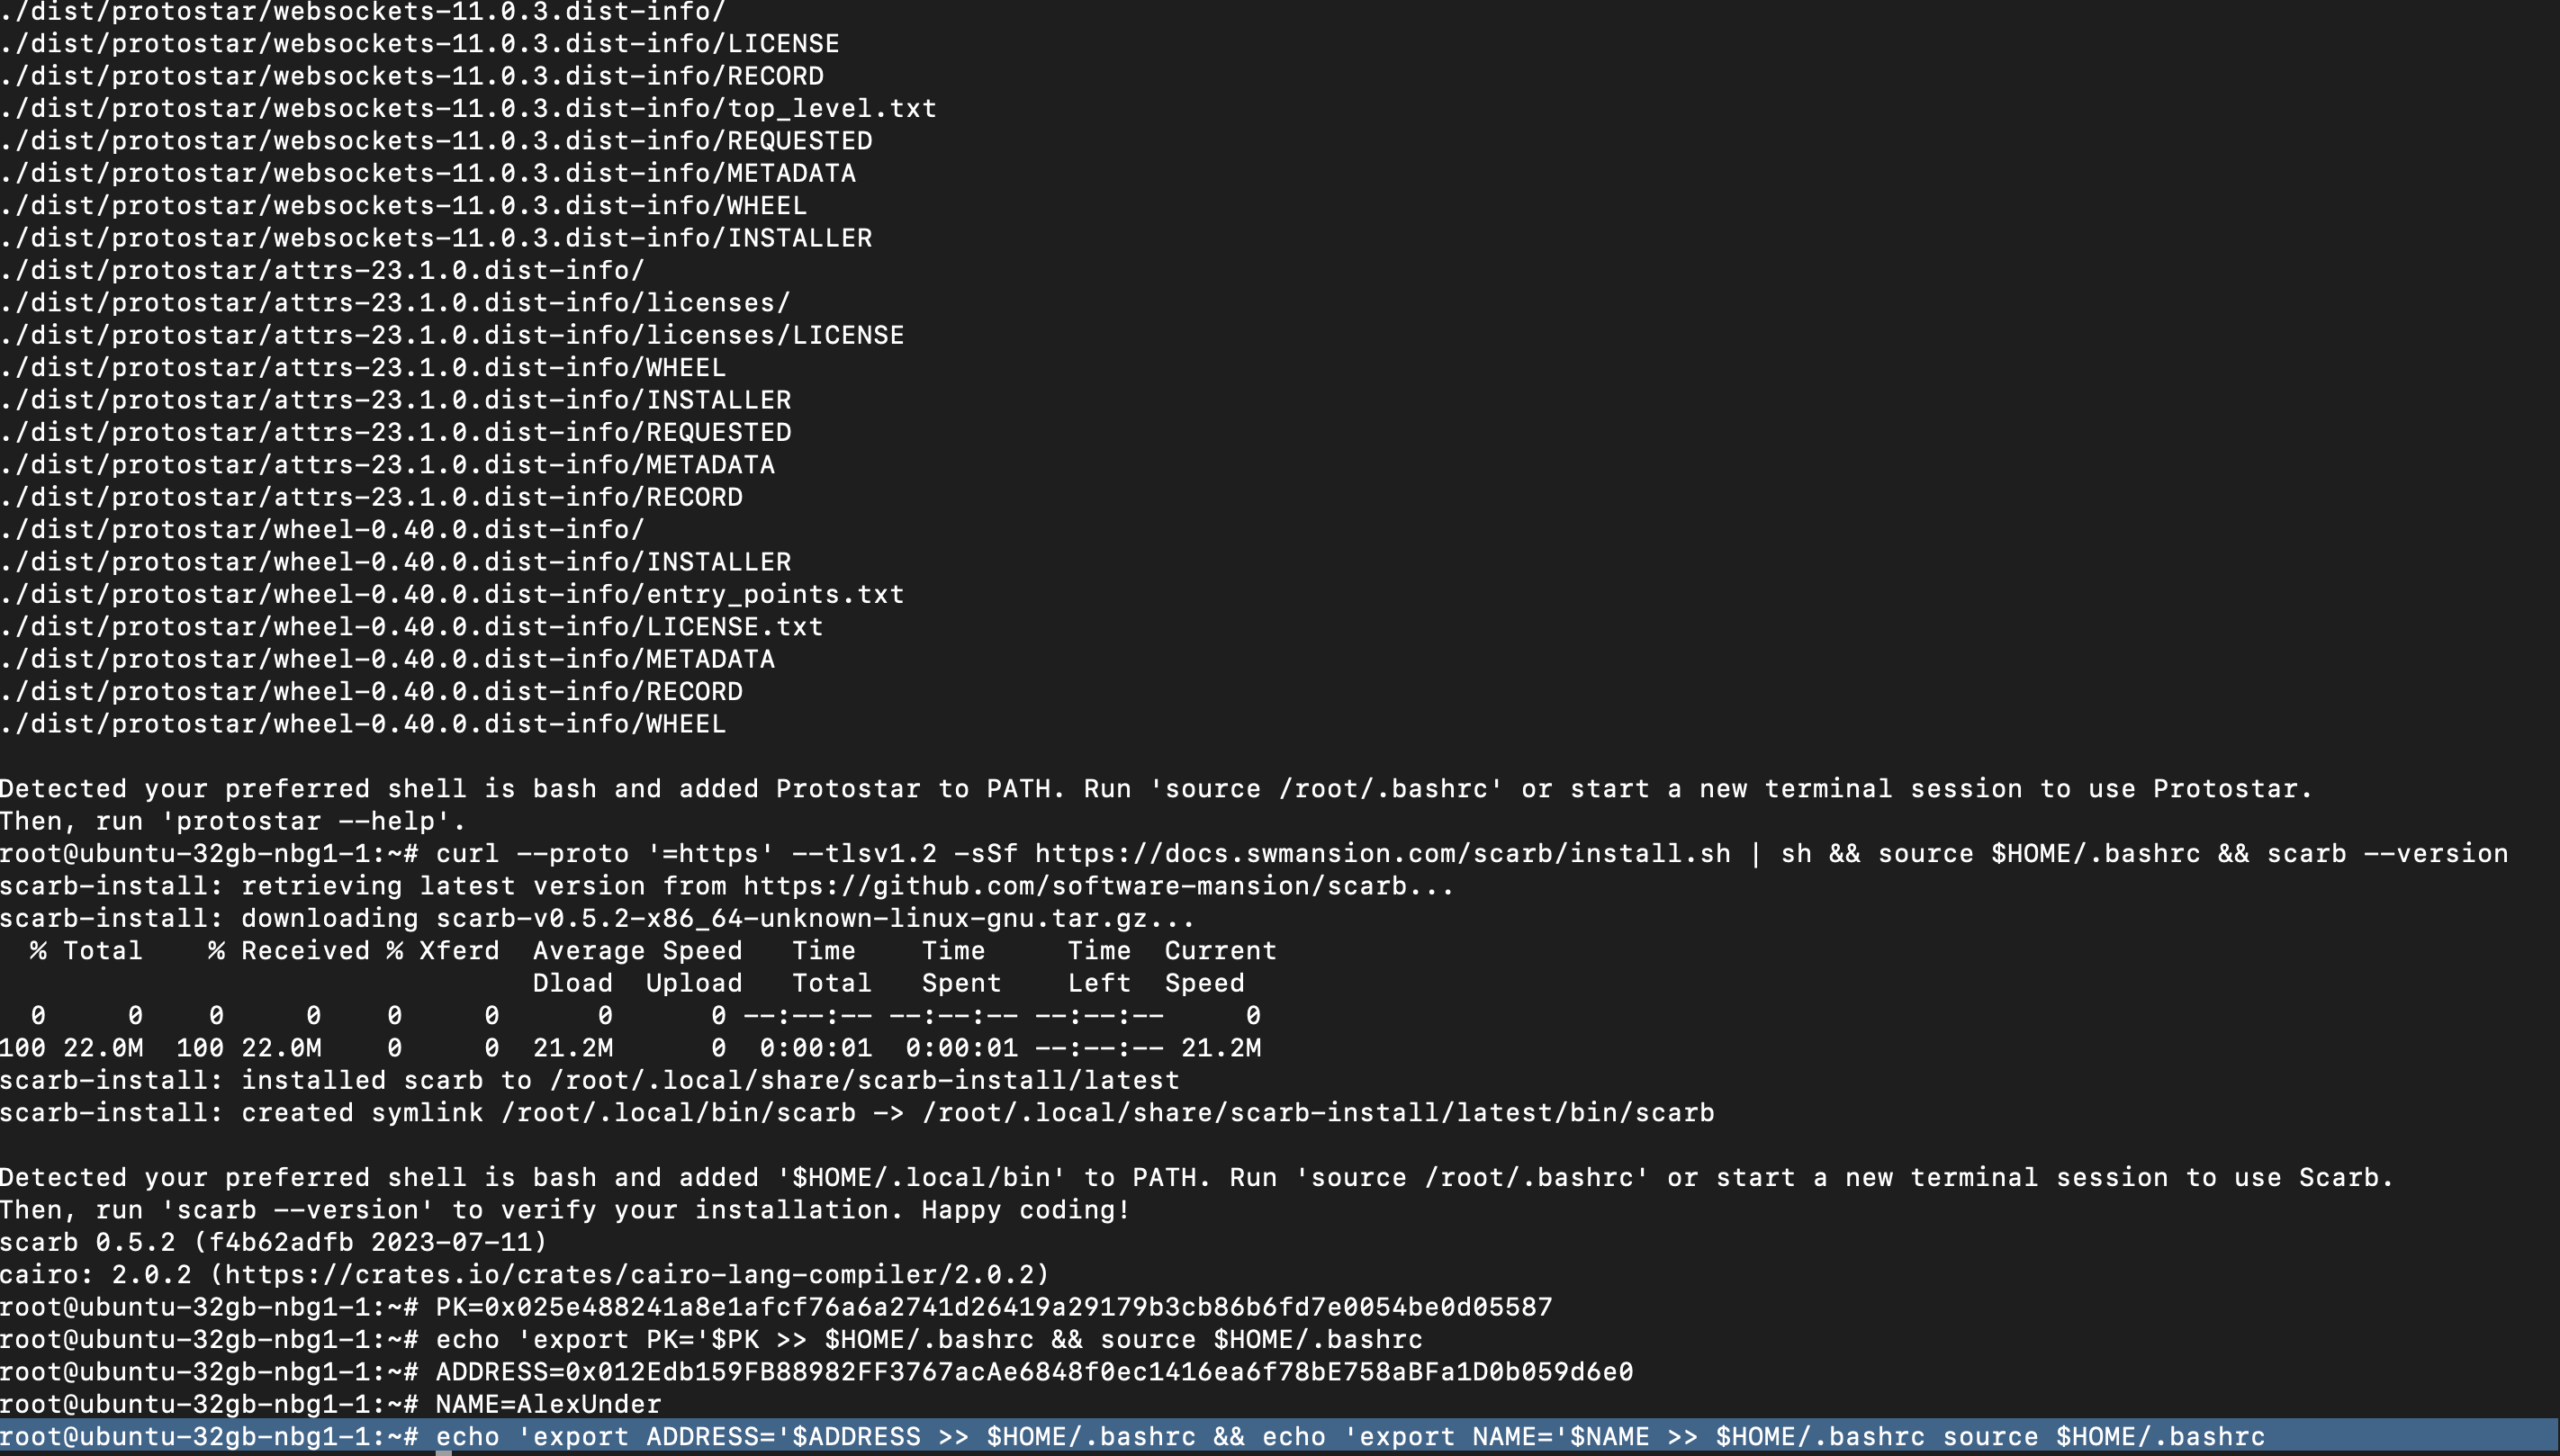 ./dist/protostar/websockets-11.0.3.dist-info/
./dist/protostar/websockets-11.0.3.dist-info/LICENSE
./dist/protostar/websockets-11.0.3.dist-info/RECORD
./dist/protostar/websockets-11.0.3.dist-info/top_level.txt
./dist/protostar/websockets-11.0.3.dist-info/REQUESTED
./dist/protostar/websockets-11.0.3.dist-info/METADATA
./dist/protostar/websockets-11.0.3.dist-info/WHEEL
./dist/protostar/websockets-11.0.3.dist-info/INSTALLER
./dist/protostar/attrs-23.1.0.dist-info/
./dist/protostar/attrs-23.1.0.dist-info/licenses/
./dist/protostar/attrs-23.1.0.dist-info/licenses/LICENSE
./dist/protostar/attrs-23.1.0.dist-info/WHEEL
./dist/protostar/attrs-23.1.0.dist-info/INSTALLER
./dist/protostar/attrs-23.1.0.dist-info/REQUESTED
./dist/protostar/attrs-23.1.0.dist-info/METADATA
./dist/protostar/attrs-23.1.0.dist-info/RECORD
./dist/protostar/wheel-0.40.0.dist-info/
./dist/protostar/wheel-0.40.0.dist-info/INSTALLER
./dist/protostar/wheel-0.40.0.dist-info/entry_points.txt
./dist/protostar/wheel-0.40.0.dist-info/LICENSE.txt
./dist/protostar/wheel-0.40.0.dist-info/METADATA
./dist/protostar/wheel-0.40.0.dist-info/RECORD
./dist/protostar/wheel-0.40.0.dist-info/WHEEL
Detected your preferred shell is bash and added Protostar to PATH. Run 'source /root/.bashrc' or start a new terminal session to use Protostar.
Then, run 'protostar --help'.
root@ubuntu-32gb-nbg1-1:~# curl --proto '=https' --tlsv1.2 -sSf https://docs.swmansion.com/scarb/install.sh | sh && source $HOME/.bashrc && scarb --version
scarb-install: retrieving latest version from https://github.com/software-mansion/scarb...
scarb-install: downloading scarb-v0.5.2-x86_64-unknown-linux-gnu.tar.gz...
  % Total    % Received % Xferd  Average Speed   Time    Time     Time  Current
                                 Dload  Upload   Total   Spent    Left  Speed
  0     0    0     0    0     0      0      0 --:--:-- --:--:-- --:--:--     0
100 22.0M  100 22.0M    0     0  21.2M      0  0:00:01  0:00:01 --:--:-- 21.2M
scarb-install: installed scarb to /root/.local/share/scarb-install/latest
scarb-install: created symlink /root/.local/bin/scarb -> /root/.local/share/scarb-install/latest/bin/scarb
Detected your preferred shell is bash and added '$HOME/.local/bin' to PATH. Run 'source /root/.bashrc' or start a new terminal session to use Scarb.
Then, run 'scarb --version' to verify your installation. Happy coding!
scarb 0.5.2 (f4b62adfb 2023-07-11)
cairo: 2.0.2 (https://crates.io/crates/cairo-lang-compiler/2.0.2)
root@ubuntu-32gb-nbg1-1:~# PK=0x025e488241a8e1afcf76a6a2741d26419a29179b3cb86b6fd7e0054be0d05587
root@ubuntu-32gb-nbg1-1:~# echo 'export PK='$PK >> $HOME/.bashrc && source $HOME/.bashrc
root@ubuntu-32gb-nbg1-1:~# ADDRESS=0x012Edb159FB88982FF3767acAe6848f0ec1416ea6f78bE758aBFa1D0b059d6e0
root@ubuntu-32gb-nbg1-1:~# NAME=AlexUnder
root@ubuntu-32gb-nbg1-1:~# echo 'export ADDRESS='$ADDRESS >> $HOME/.bashrc && echo 'export NAME='$NAME >> $HOME/.bashrc source $HOME/.bashrc